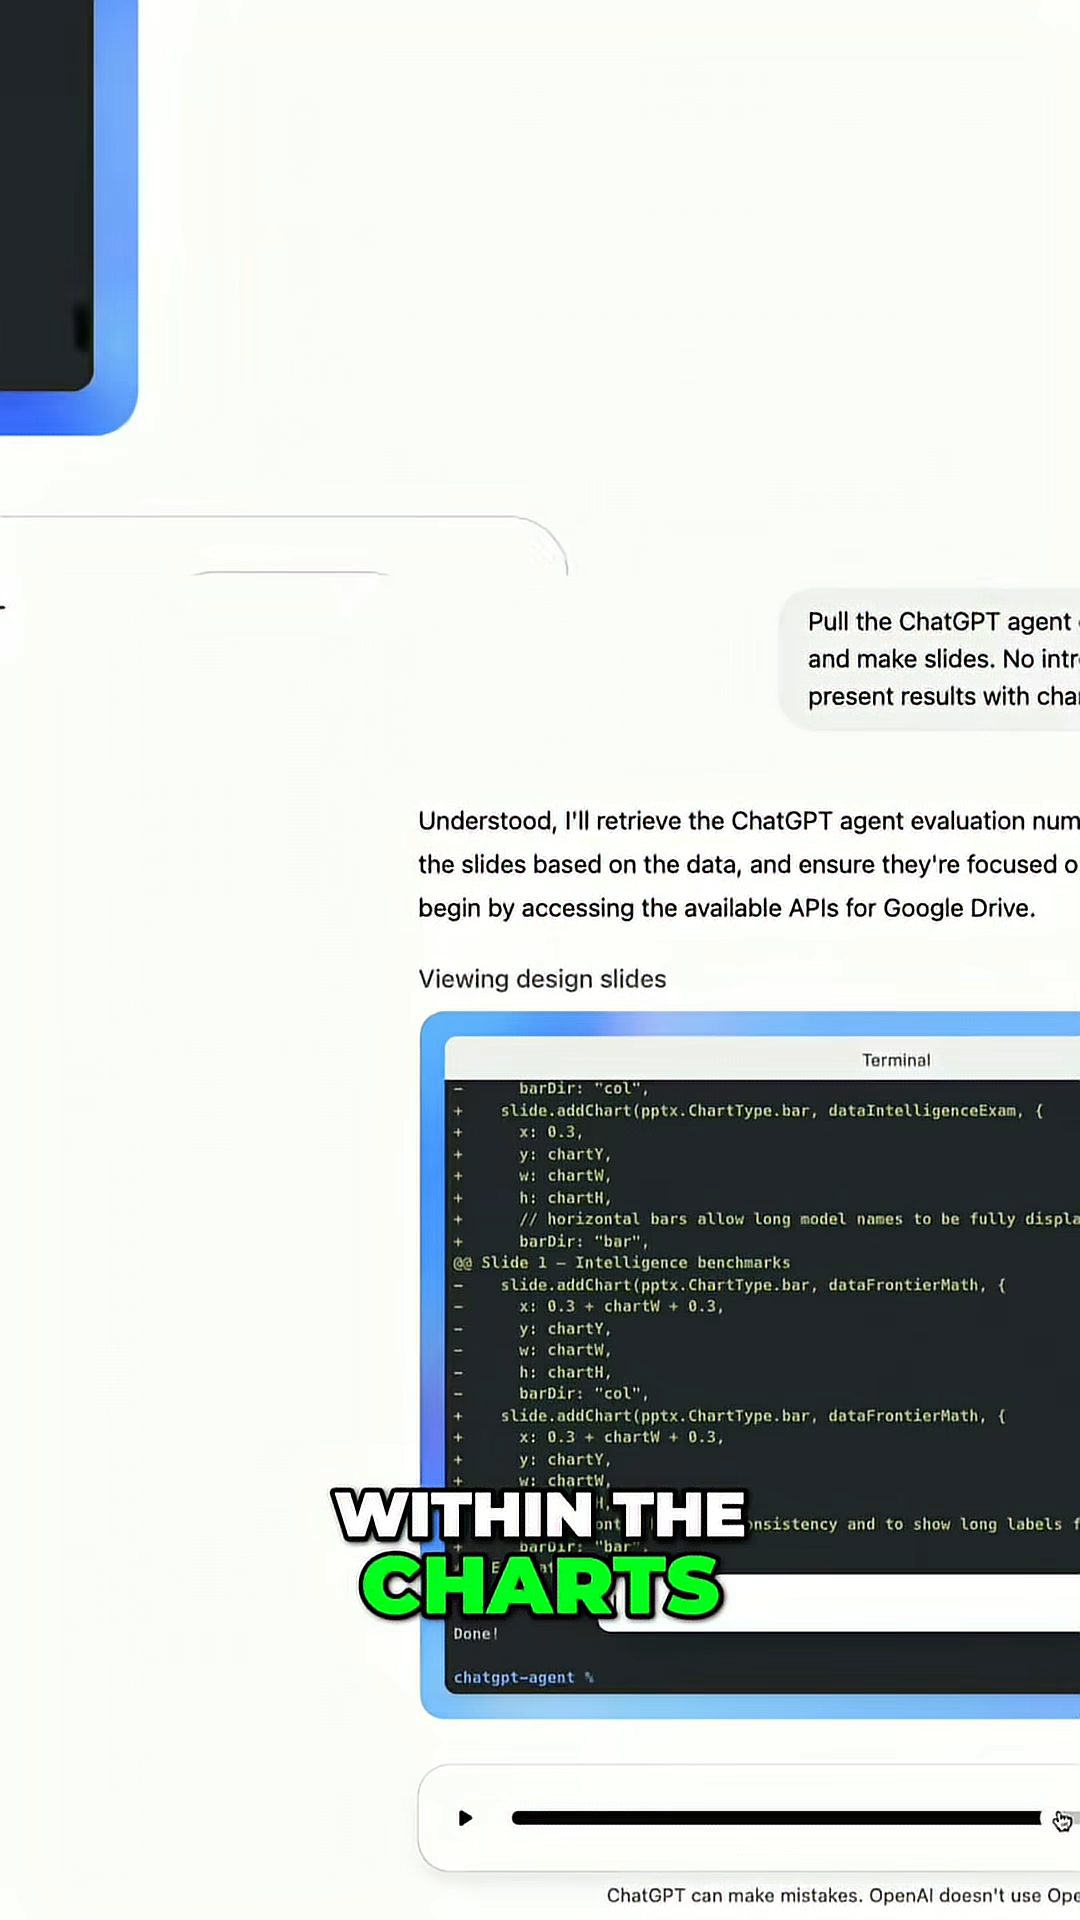 Pull the ChatGPT agent
and make slides. No intr
present results with char
Understood, I'll retrieve the ChatGPT agent evaluation num
the slides based on the data, and ensure they're focused o
begin by accessing the available APIs for Google Drive.
Viewing design slides
Terminal
- barDir: "col",
+ slide.addChart(pptx.ChartType.bar, dataIntelligenceExam, {
+ x: 0.3,
+ y: chartY,
+ w: chartW,
+ h: chartH,
+ // horizontal bars allow long model names to be fully displa
+ barDir: "bar",
@@ Slide 1 – Intelligence benchmarks
- slide.addChart(pptx.ChartType.bar, dataFrontierMath, {
- x: 0.3 + chartW + 0.3,
- y: chartY,
- w: chartW,
- h: chartH,
- barDir: "col",
+ slide.addChart(pptx.ChartType.bar, dataFrontierMath, {
+ x: 0.3 + chartW + 0.3,
+ y: chartY,
+ w: chartW,
WITHIN THE
nsistency and to show long labels f
+ barDir: "bar",
CHARTS
Done!
chatgpt-agent %
ChatGPT can make mistakes. OpenAI doesn't use Ope